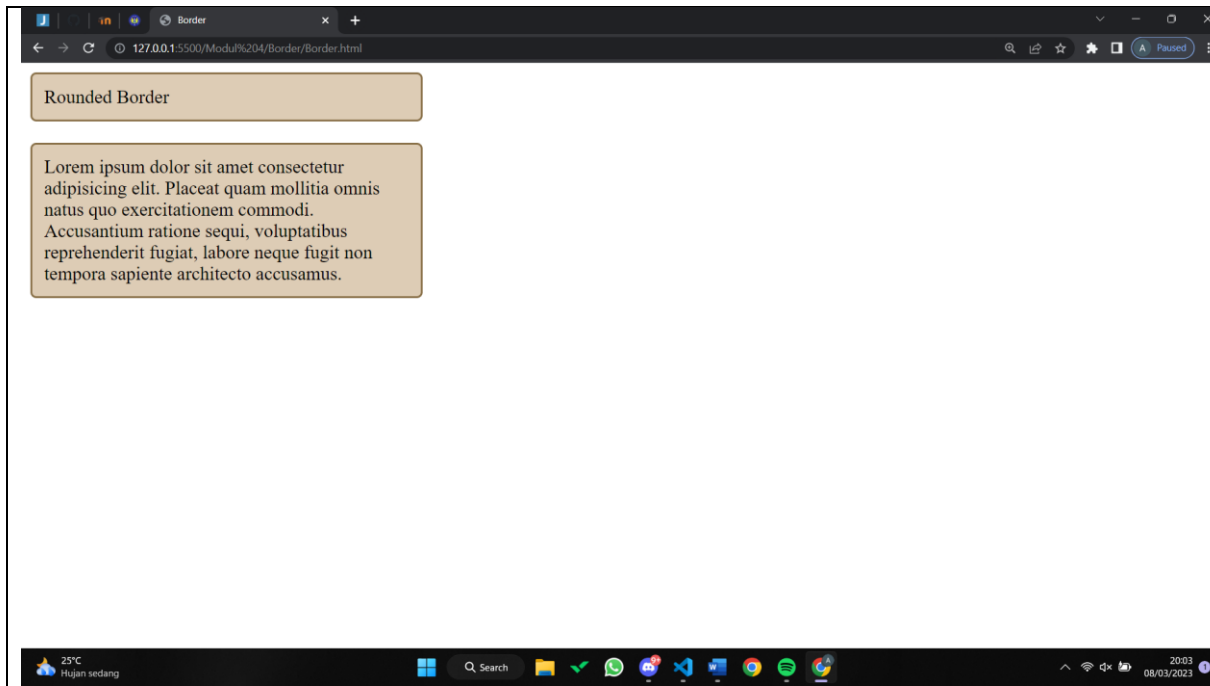 Border
127.0.0.1:5500/Modul%204/Border/Border.html
A Paused
Rounded Border
Lorem ipsum dolor sit amet consectetur
adipisicing elit. Placeat quam mollitia omnis
natus quo exercitationem commodi.
Accusantium ratione sequi, voluptatibus
reprehenderit fugiat, labore neque fugit non
tempora sapiente architecto accusamus.
25°C
Hujan sedang
Search
20:03
08/03/2023
1